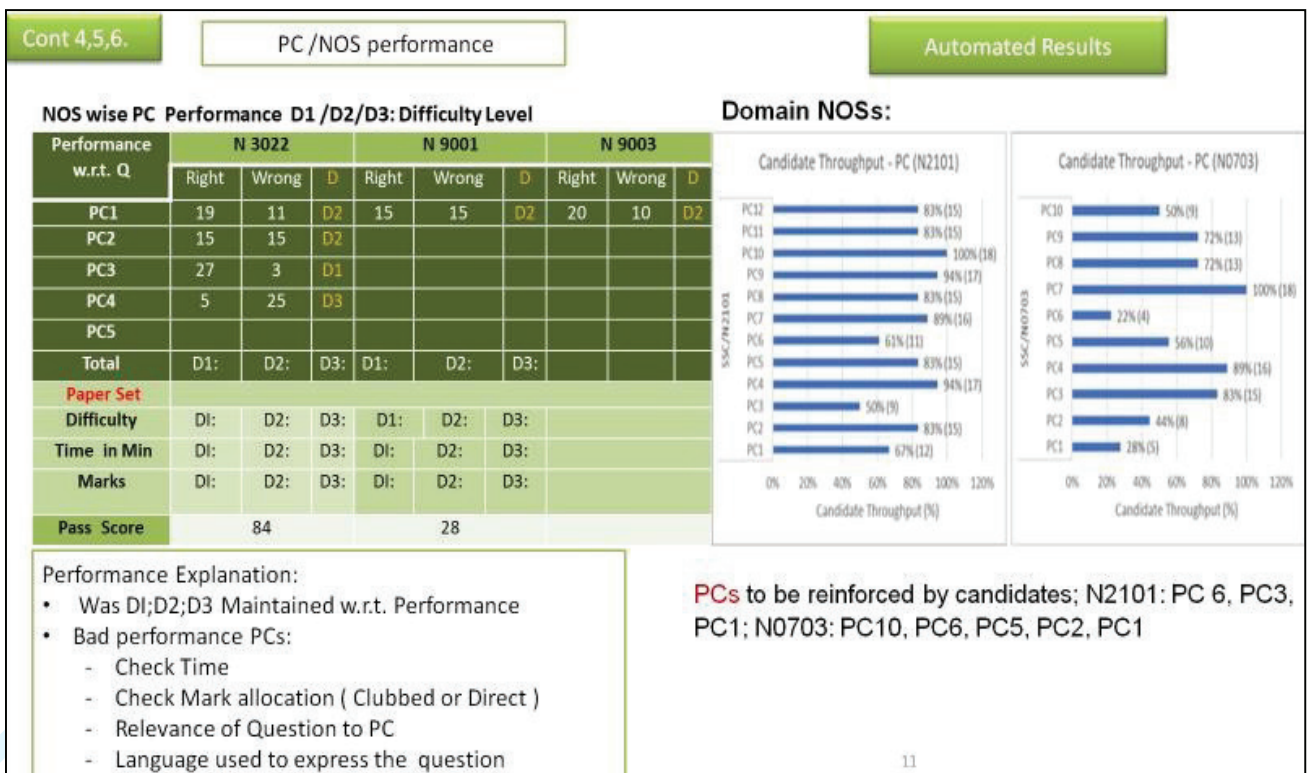 Cont 4,5,6.
PC /NOS performance
Automated Results
NOS wise PC Performance D1 /D2/D3: Difficulty Level
Performance w.r.t. Q N 3022 N 9001 N 9003
Right Wrong D Right Wrong D Right Wrong D
PC1 19 11 D2 15 15 D2 20 10 D2
PC2 15 15 D2
PC3 27 3 D1
PC4 5 25 D3
PC5
Total D1: D2: D3: D1: D2: D3:
Paper Set
Difficulty DI: D2: D3: D1: D2: D3:
Time in Min DI: D2: D3: DI: D2: D3:
Marks DI: D2: D3: DI: D2: D3:
Pass Score 84 28
Performance Explanation:
• Was DI;D2;D3 Maintained w.r.t. Performance
• Bad performance PCs:
- Check Time
- Check Mark allocation ( Clubbed or Direct )
- Relevance of Question to PC
- Language used to express the question
Domain NOSs:
Candidate Throughput - PC (N2101)
SSC/N2101
PC12 83% (15)
PC11 83% (15)
PC10 100% (18)
PC9 94% (17)
PC8 83% (15)
PC7 89% (16)
PC6 61% (11)
PC5 83% (15)
PC4 94% (17)
PC3 50% (9)
PC2 83% (15)
PC1 67% (12)
0% 20% 40% 60% 80% 100% 120%
Candidate Throughput (%)
Candidate Throughput - PC (N0703)
SSC/N0703
PC10 50% (9)
PC9 72% (13)
PC8 72% (13)
PC7 100% (18)
PC6 22% (4)
PC5 56% (10)
PC4 89% (16)
PC3 83% (15)
PC2 44% (8)
PC1 28% (5)
0% 20% 40% 60% 80% 100% 120%
Candidate Throughput (%)
PCs to be reinforced by candidates; N2101: PC 6, PC3,
PC1; N0703: PC10, PC6, PC5, PC2, PC1
11